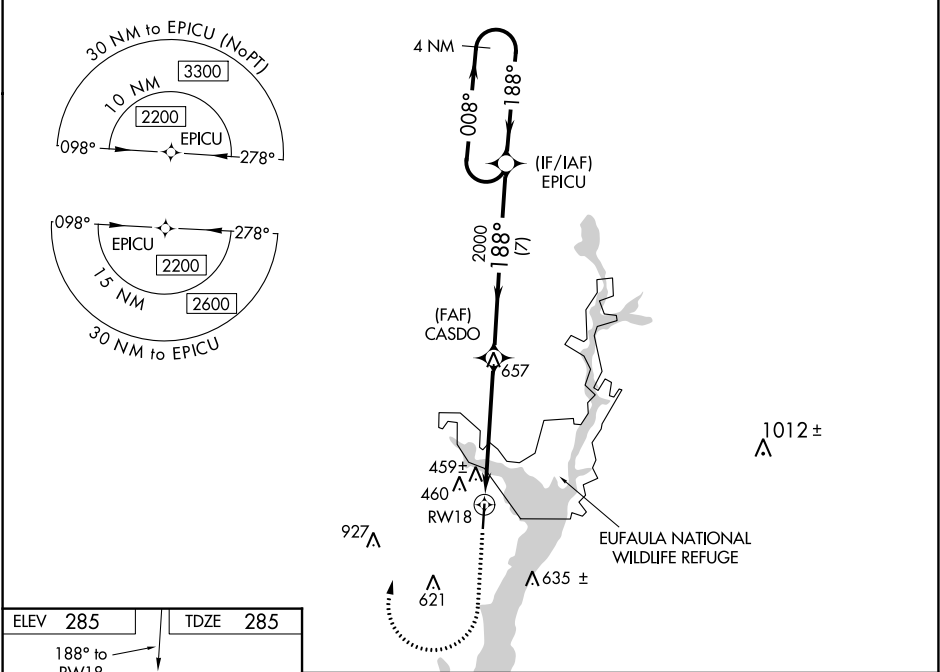 30 NM to EPICU (NoPT)
3300
10 NM
2200
EPICU
098°
278°
098°
278°
EPICU
2200
15 NM
2600
30 NM to EPICU
4 NM
008°
188°
(IF/IAF)
EPICU
2000
188°
(7)
(FAF)
CASDO
657
1012 ±
459±
460
RW18
927
621
635 ±
EUFAULA NATIONAL
WILDLIFE REFUGE
ELEV 285
TDZE 285
188° to
RW18